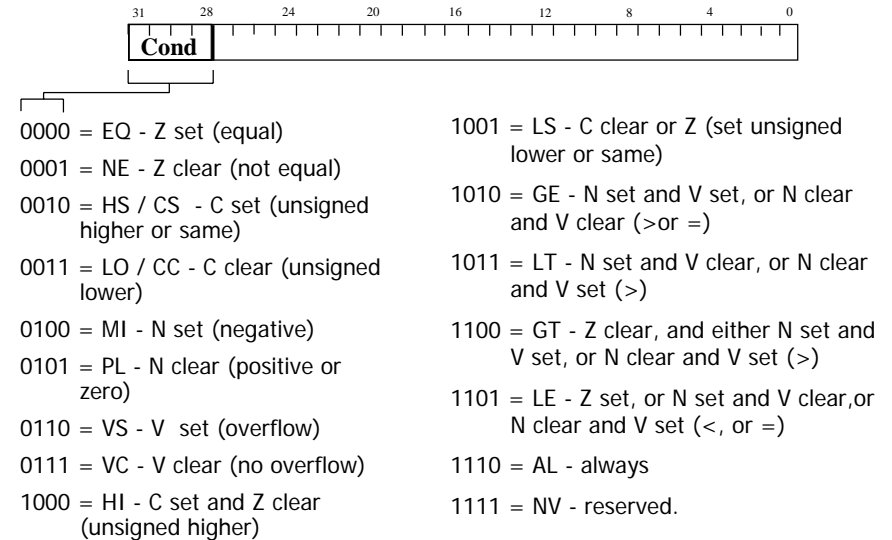 31 28 24 20 16 12 8 4 0
Cond
0000 = EQ - Z set (equal)
0001 = NE - Z clear (not equal)
0010 = HS / CS - C set (unsigned
higher or same)
0011 = LO / CC - C clear (unsigned
lower)
0100 = MI - N set (negative)
0101 = PL - N clear (positive or
zero)
0110 = VS - V set (overflow)
0111 = VC - V clear (no overflow)
1000 = HI - C set and Z clear
(unsigned higher)
1001 = LS - C clear or Z (set unsigned
lower or same)
1010 = GE - N set and V set, or N clear
and V clear (>or =)
1011 = LT - N set and V clear, or N clear
and V set (>)
1100 = GT - Z clear, and either N set and
V set, or N clear and V set (>)
1101 = LE - Z set, or N set and V clear,or
N clear and V set (<, or =)
1110 = AL - always
1111 = NV - reserved.